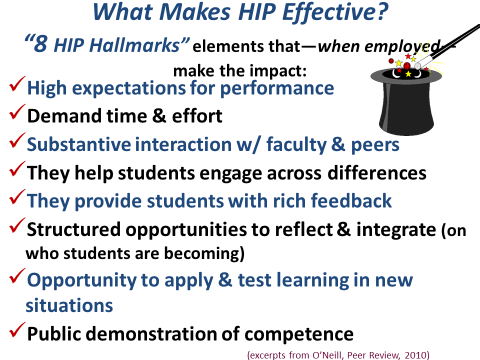 What Makes HIP Effective?
“8 HIP Hallmarks” elements that—when employed—
make the impact:
High expectations for performance
Demand time & effort
Substantive interaction w/ faculty & peers
They help students engage across differences
They provide students with rich feedback
Structured opportunities to reflect & integrate (on
who students are becoming)
Opportunity to apply & test learning in new
situations
Public demonstration of competence
(excerpts from O’Neill, Peer Review, 2010)